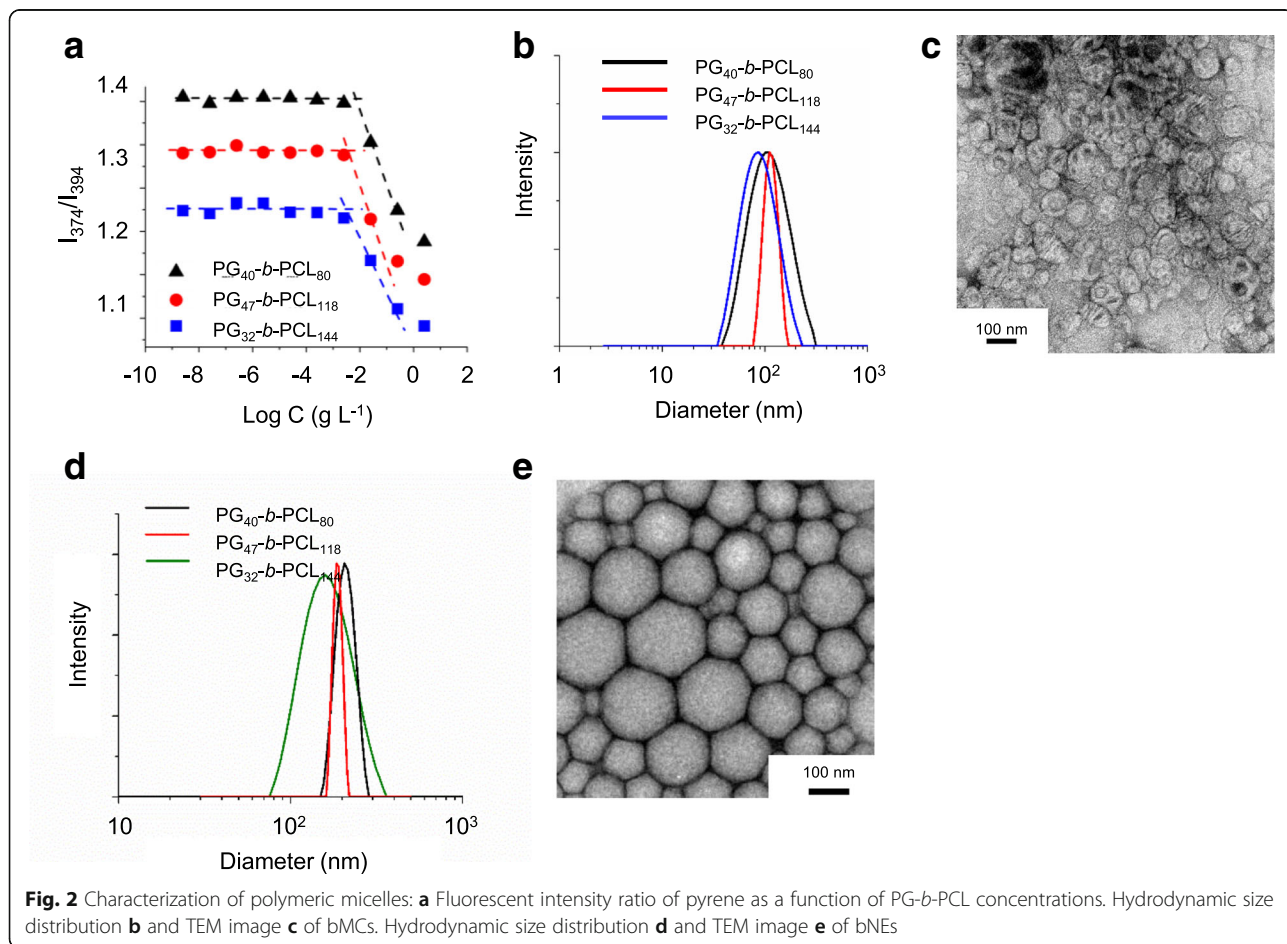 a
1.4
1.3
1.2
1.1
I374/I394
PG40-b-PCL80
PG47-b-PCL118
PG32-b-PCL144
-10 -8 -6 -4 -2 0 2
Log C (g L-1)
b
PG40-b-PCL80
PG47-b-PCL118
PG32-b-PCL144
Intensity
1 10 10² 10³
Diameter (nm)
c
100 nm
d
PG40-b-PCL80
PG47-b-PCL118
PG32-b-PCL144
Intensity
10 10² 10³
Diameter (nm)
e
100 nm
Fig. 2 Characterization of polymeric micelles: a Fluorescent intensity ratio of pyrene as a function of PG-b-PCL concentrations. Hydrodynamic size
distribution b and TEM image c of bMCs. Hydrodynamic size distribution d and TEM image e of bNEs